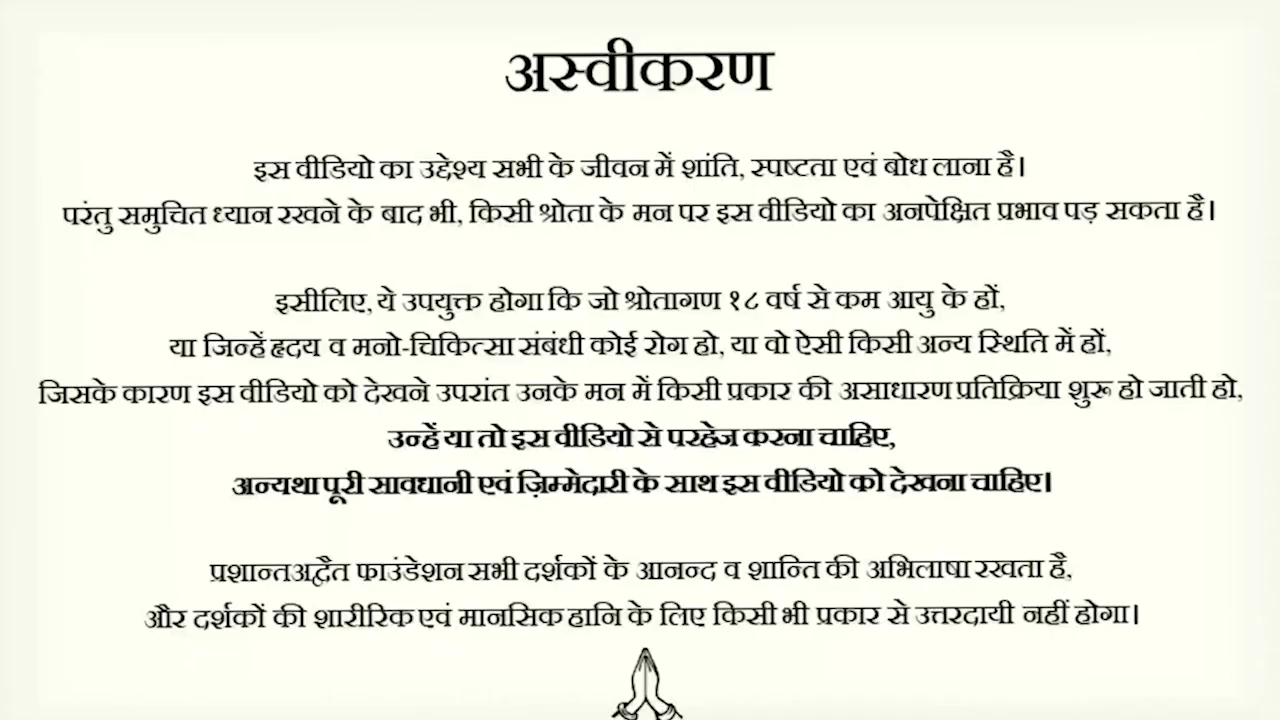 अस्वीकरण
इस वीडियो का उद्देश्य सभी के जीवन में शांति, स्पष्टता एवं बोध लाना है।
परंतु समुचित ध्यान रखने के बाद भी, किसी श्रोता के मन पर इस वीडियो का अनपेक्षित प्रभाव पड़ सकता है।
इसीलिए, ये उपयुक्त होगा कि जो श्रोतागण १८ वर्ष से कम आयु के हों,
या जिन्हें हृदय व मनो-चिकित्सा संबंधी कोई रोग हो, या वो ऐसी किसी अन्य स्थिति में हों,
जिसके कारण इस वीडियो को देखने उपरांत उनके मन में किसी प्रकार की असाधारण प्रतिक्रिया शुरू हो जाती हो,
उन्हें या तो इस वीडियो से परहेज करना चाहिए,
अन्यथा पूरी सावधानी एवं ज़िम्मेदारी के साथ इस वीडियो को देखना चाहिए।
प्रशान्तअद्वैत फाउंडेशन सभी दर्शकों के आनन्द व शान्ति की अभिलाषा रखता है,
और दर्शकों की शारीरिक एवं मानसिक हानि के लिए किसी भी प्रकार से उत्तरदायी नहीं होगा।